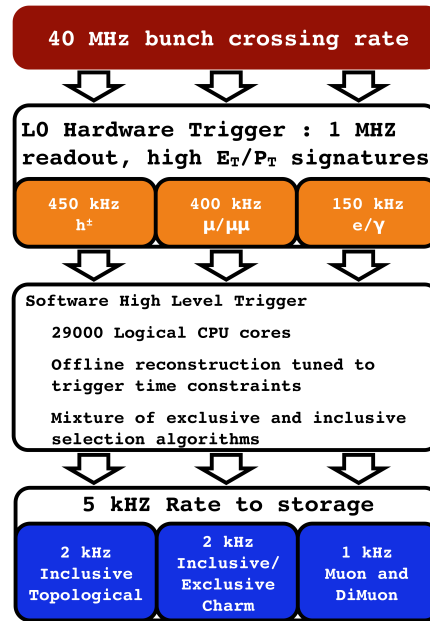 40 MHz bunch crossing rate
L0 Hardware Trigger : 1 MHZ
readout, high E_T/P_T signatures
450 kHz
h±
400 kHz
μ/μμ
150 kHz
e/γ
Software High Level Trigger
29000 Logical CPU cores
Offline reconstruction tuned to
trigger time constraints
Mixture of exclusive and inclusive
selection algorithms
5 kHZ Rate to storage
2 kHz
Inclusive
Topological
2 kHz
Inclusive/
Exclusive
Charm
1 kHz
Muon and
DiMuon